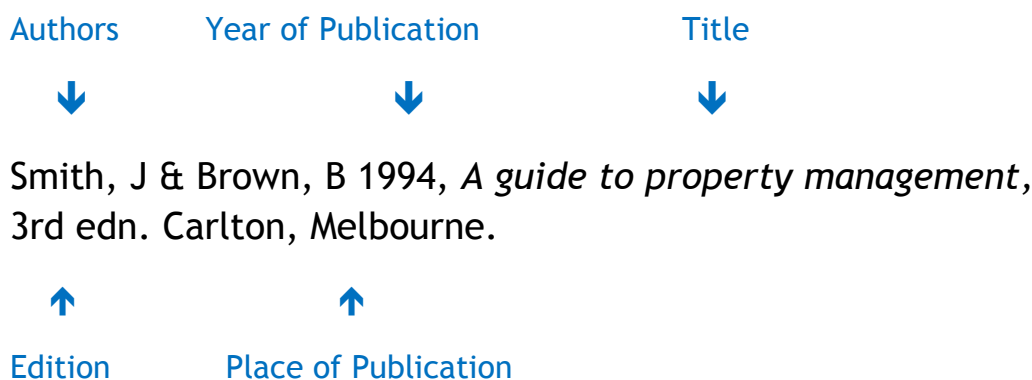 Authors Year of Publication Title
Smith, J & Brown, B 1994, A guide to property management,
3rd edn. Carlton, Melbourne.
Edition Place of Publication